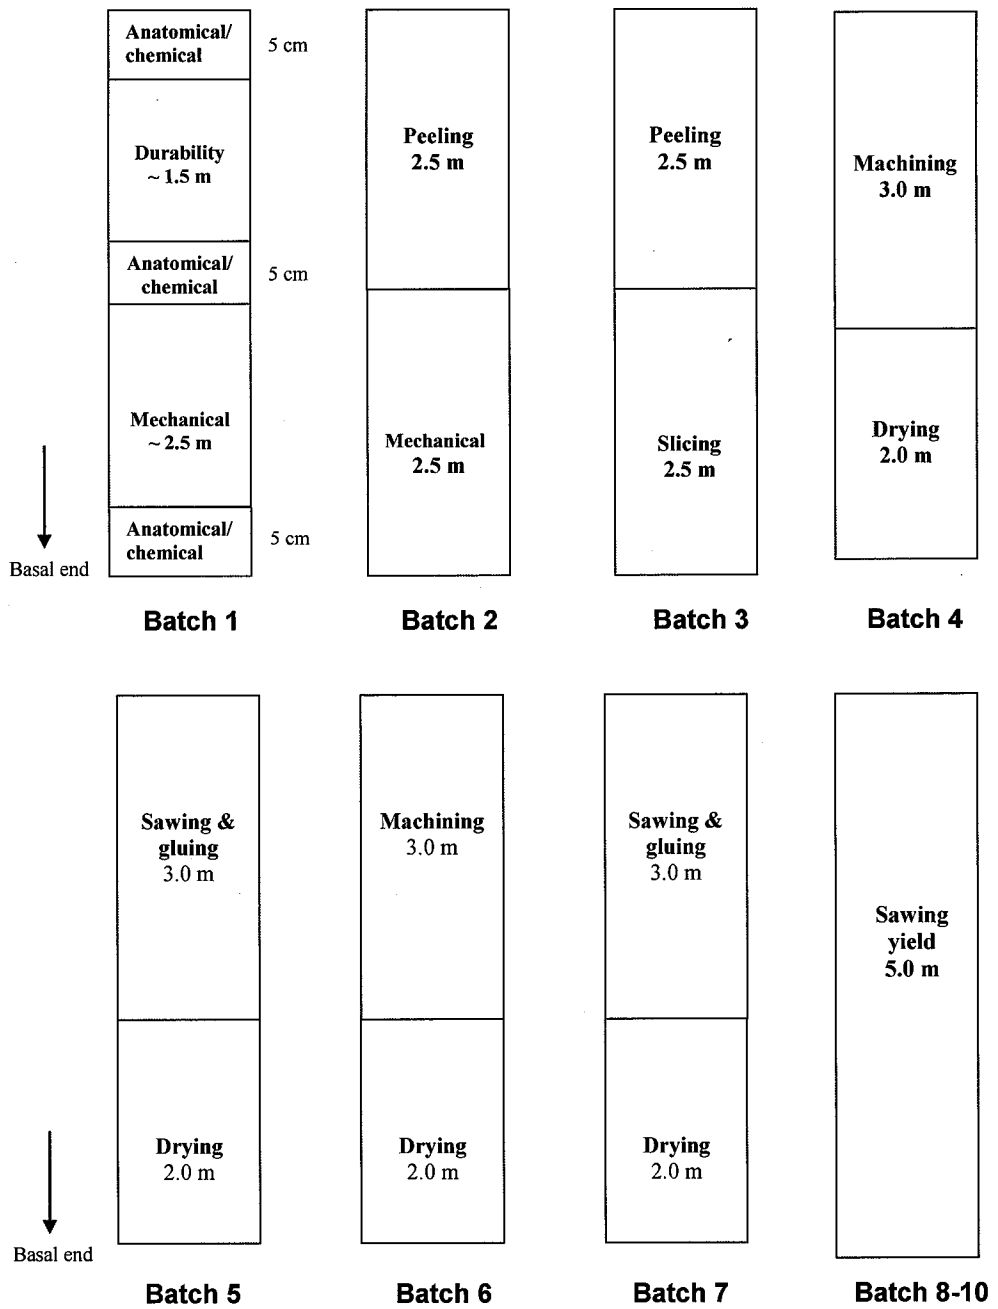 Anatomical/
chemical
5 cm
Durability
~ 1.5 m
Anatomical/
chemical
5 cm
Mechanical
~ 2.5 m
Anatomical/
chemical
5 cm
Basal end
Batch 1
Peeling
2.5 m
Mechanical
2.5 m
Batch 2
Peeling
2.5 m
Slicing
2.5 m
Batch 3
Machining
3.0 m
Drying
2.0 m
Batch 4
Sawing &
gluing
3.0 m
Drying
2.0 m
Basal end
Batch 5
Machining
3.0 m
Drying
2.0 m
Batch 6
Sawing &
gluing
3.0 m
Drying
2.0 m
Batch 7
Sawing
yield
5.0 m
Batch 8-10